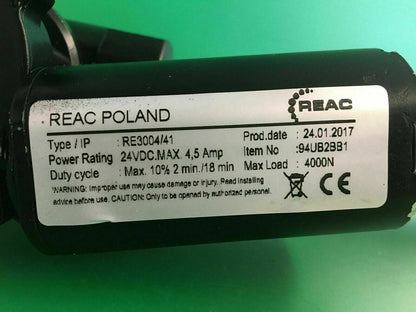 REAC POLAND
REAC
Type / IP : RE3004/41
Prod.date : 24.01.2017
Power Rating : 24VDC.MAX. 4,5 Amp
Item No :94UB2BB1
Duty cycle : Max. 10% 2 min./18 min
Max Load : 4000N
WARNING: Improper use may cause damage or injury. Read instruction and
advice before use. CAUTION: Only to be opened by authorized personel.
CE